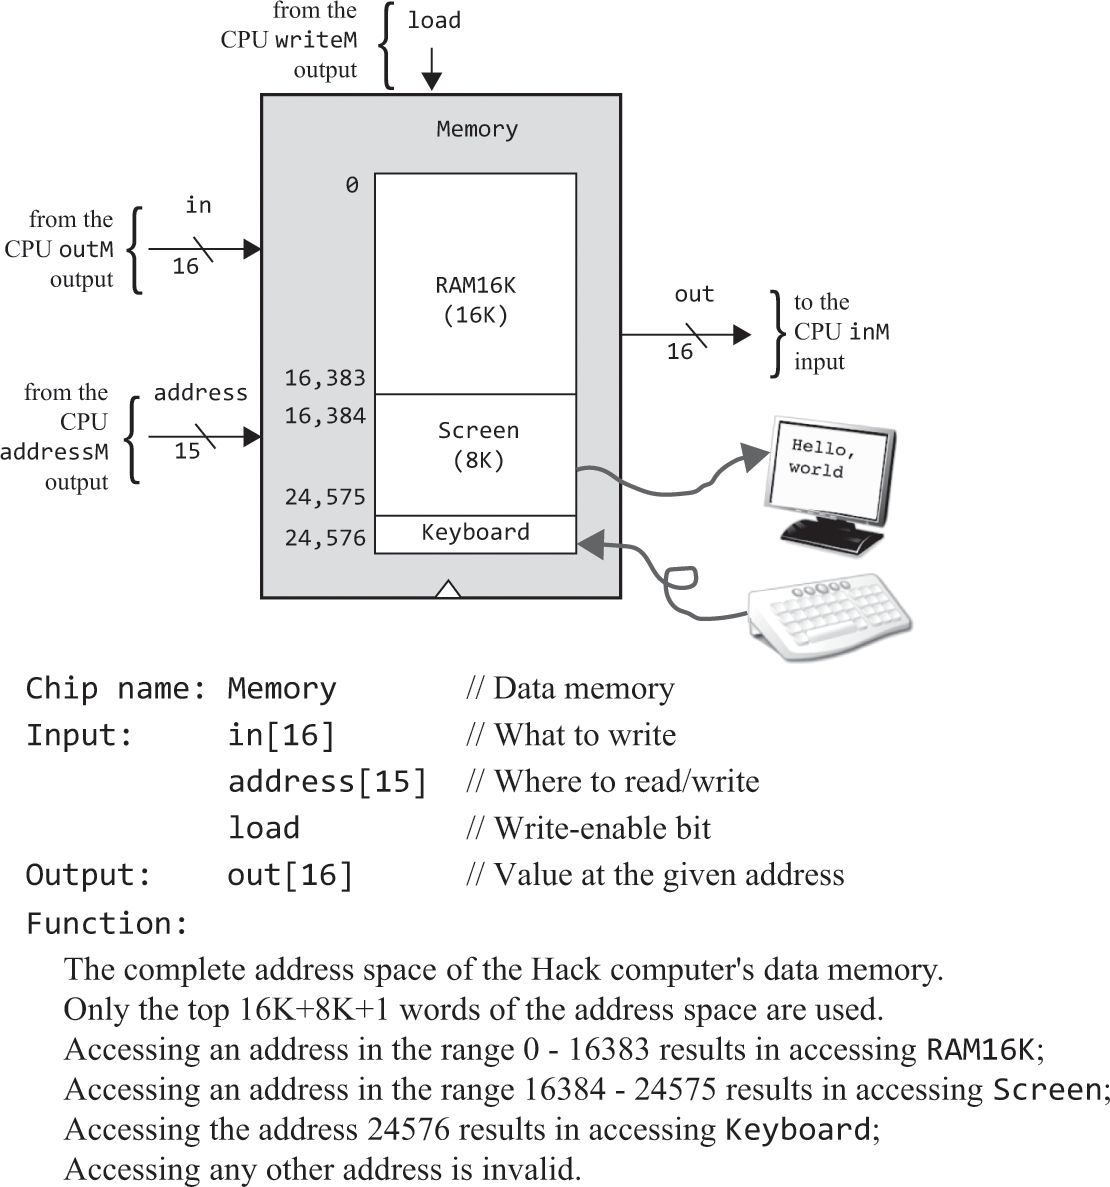 from the
CPU writeM
output
load
Memory
0
in
from the
CPU outM
output
16
RAM16K
(16K)
out
16
to the
CPU inM
input
16,383
16,384
from the
CPU
addressM
output
address
15
Screen
(8K)
24,575
24,576
Keyboard
Hello,
world
Chip name: Memory // Data memory
Input: in[16] // What to write
address[15] // Where to read/write
load // Write-enable bit
Output: out[16] // Value at the given address
Function:
The complete address space of the Hack computer's data memory.
Only the top 16K+8K+1 words of the address space are used.
Accessing an address in the range 0 - 16383 results in accessing RAM16K;
Accessing an address in the range 16384 - 24575 results in accessing Screen;
Accessing the address 24576 results in accessing Keyboard;
Accessing any other address is invalid.